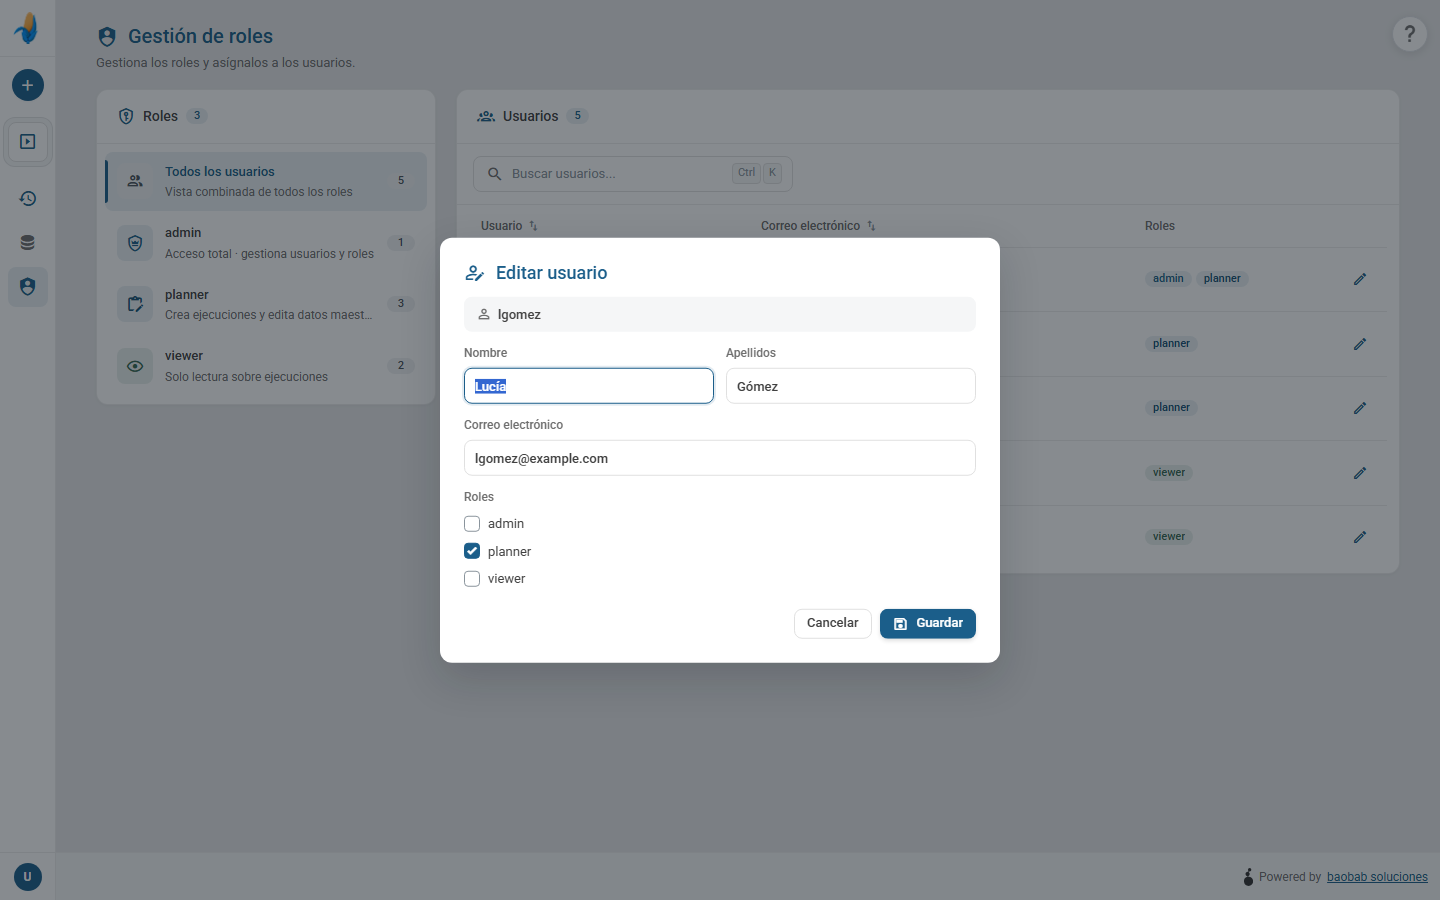 Gestión de roles
Gestiona los roles y asígnalos a los usuarios.
?
Roles 3
Todos los usuarios
Vista combinada de todos los roles
5
admin
Acceso total · gestiona usuarios y roles
1
planner
Crea ejecuciones y edita datos maest...
3
viewer
Solo lectura sobre ejecuciones
2
Usuarios 5
Buscar usuarios... Ctrl K
Usuario Correo electrónico Roles
admin planner
planner
planner
viewer
viewer
Editar usuario
lgomez
Nombre Apellidos
Lucía Gómez
Correo electrónico
lgomez@example.com
Roles
admin
planner
viewer
Cancelar Guardar
U
Powered by baobab soluciones